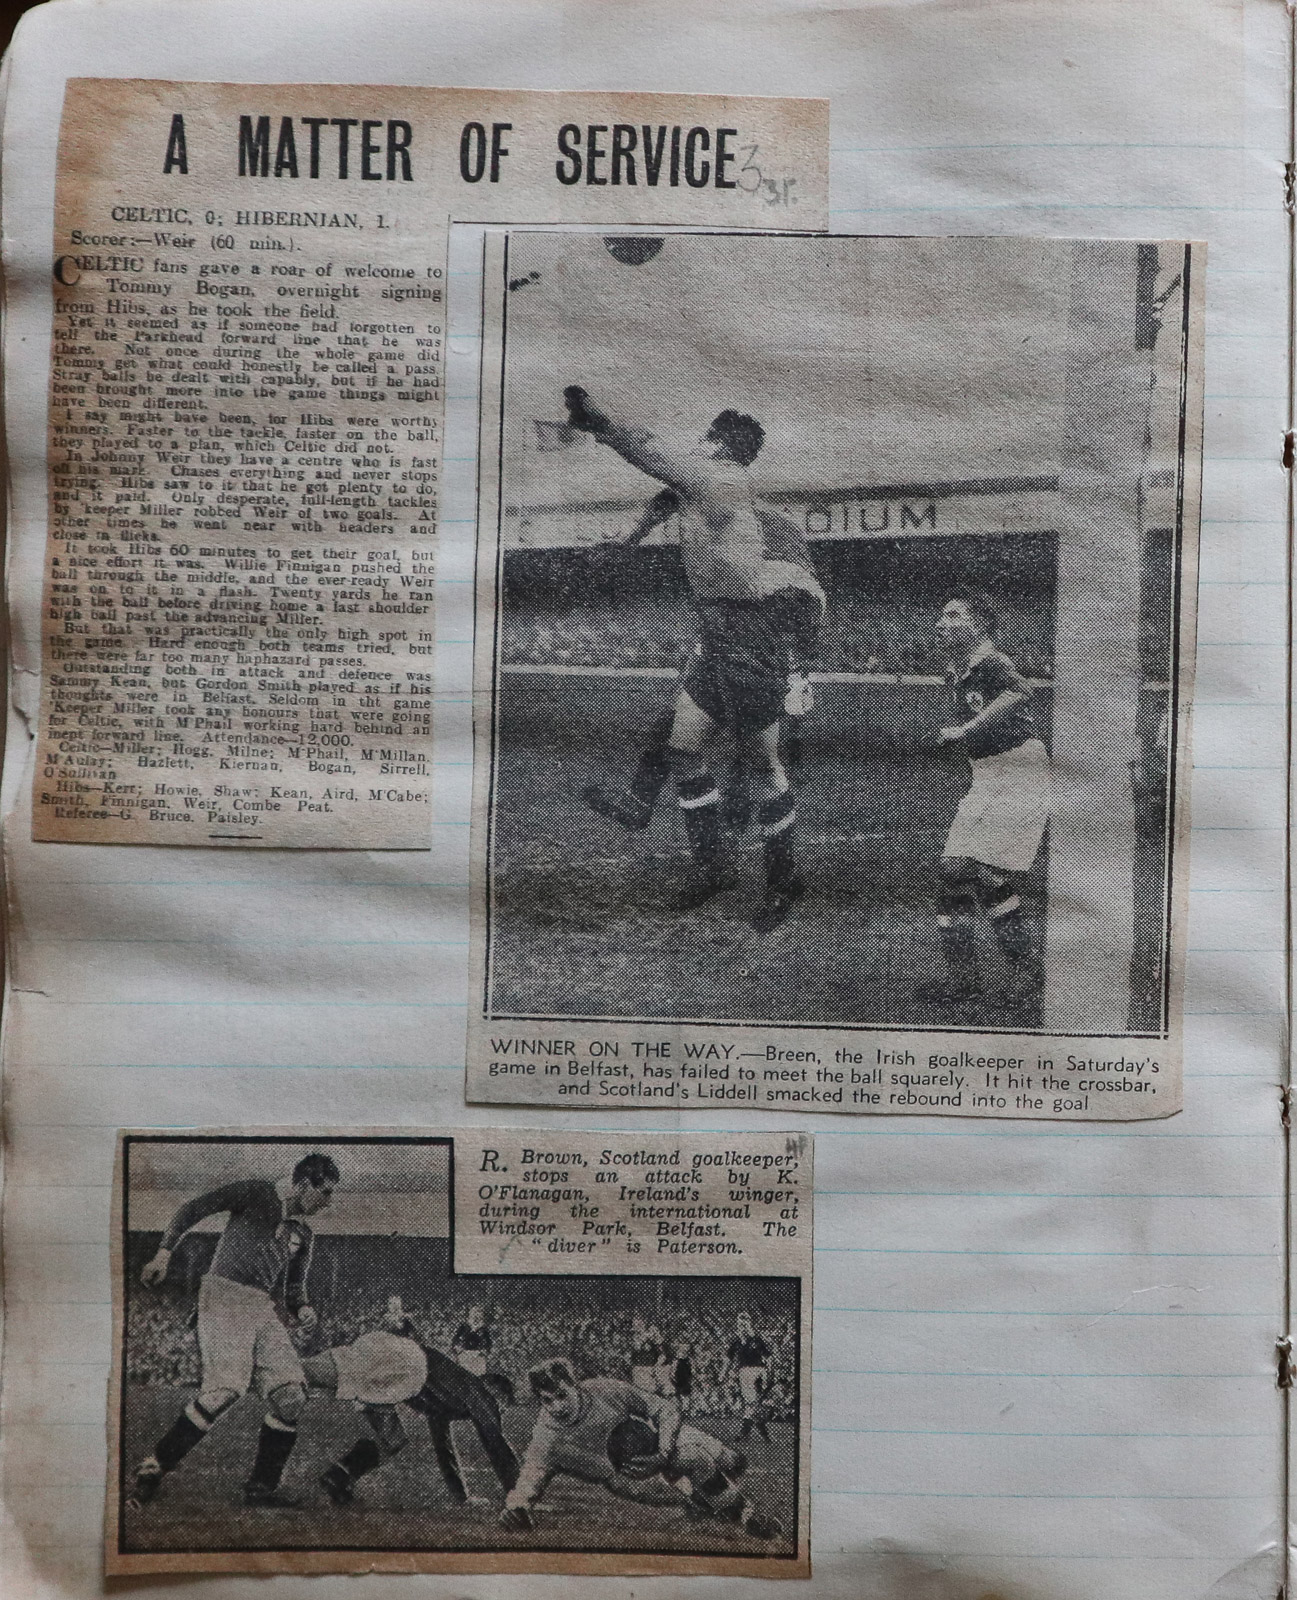 A MATTER OF SERVICE
CELTIC, 0; HIBERNIAN, 1.
Scorer:—Weir (60 min.).
CELTIC fans gave a roar of welcome to
Tommy Bogan, overnight signing
from Hibs, as he took the field.
Yet it seemed as if someone had forgotten to
tell the Parkhead forward line that he was
there. Not once during the whole game did
Tommy get what could honestly be called a pass.
Stray balls he dealt with capably, but if he had
been brought more into the game things might
have been different.
I say might have been, for Hibs were worthy
winners. Faster to the tackle, faster on the ball,
they played to a plan, which Celtic did not.
In Johnny Weir they have a centre who is fast
off his mark. Chases everything and never stops
trying. Hibs saw to it that he got plenty to do,
and it paid. Only desperate, full-length tackles
by 'keeper Miller robbed Weir of two goals. At
other times he went near with headers and
close in flicks.
It took Hibs 60 minutes to get their goal, but
a nice effort it was. Willie Finnigan pushed the
ball through the middle, and the ever-ready Weir
was on to it in a flash. Twenty yards he ran
with the ball before driving home a fast shoulder
high ball past the advancing Miller.
But that was practically the only high spot in
the game. Hard enough both teams tried, but
there were far too many haphazard passes.
Outstanding both in attack and defence was
Sammy Kean, but Gordon Smith played as if his
thoughts were in Belfast. Seldom in tht game
'Keeper Miller took any honours that were going
for Celtic, with M'Phail working hard behind an
inept forward line. Attendance—12,000.
Celtic—Miller; Hogg, Milne; M'Phail, M'Millan,
M'Aulay; Hazlett, Kiernan, Bogan, Sirrell,
O'Sullivan
Hibs—Kerr; Howie, Shaw; Kean, Aird, M'Cabe;
Smith, Finnigan, Weir, Combe Peat.
Referee—G. Bruce, Paisley.
DIUM
WINNER ON THE WAY.—Breen, the Irish goalkeeper in Saturday's
game in Belfast, has failed to meet the ball squarely. It hit the crossbar,
and Scotland's Liddell smacked the rebound into the goal
R. Brown, Scotland goalkeeper,
stops an attack by K.
O'Flanagan, Ireland's winger,
during the international at
Windsor Park, Belfast. The
"diver" is Paterson.